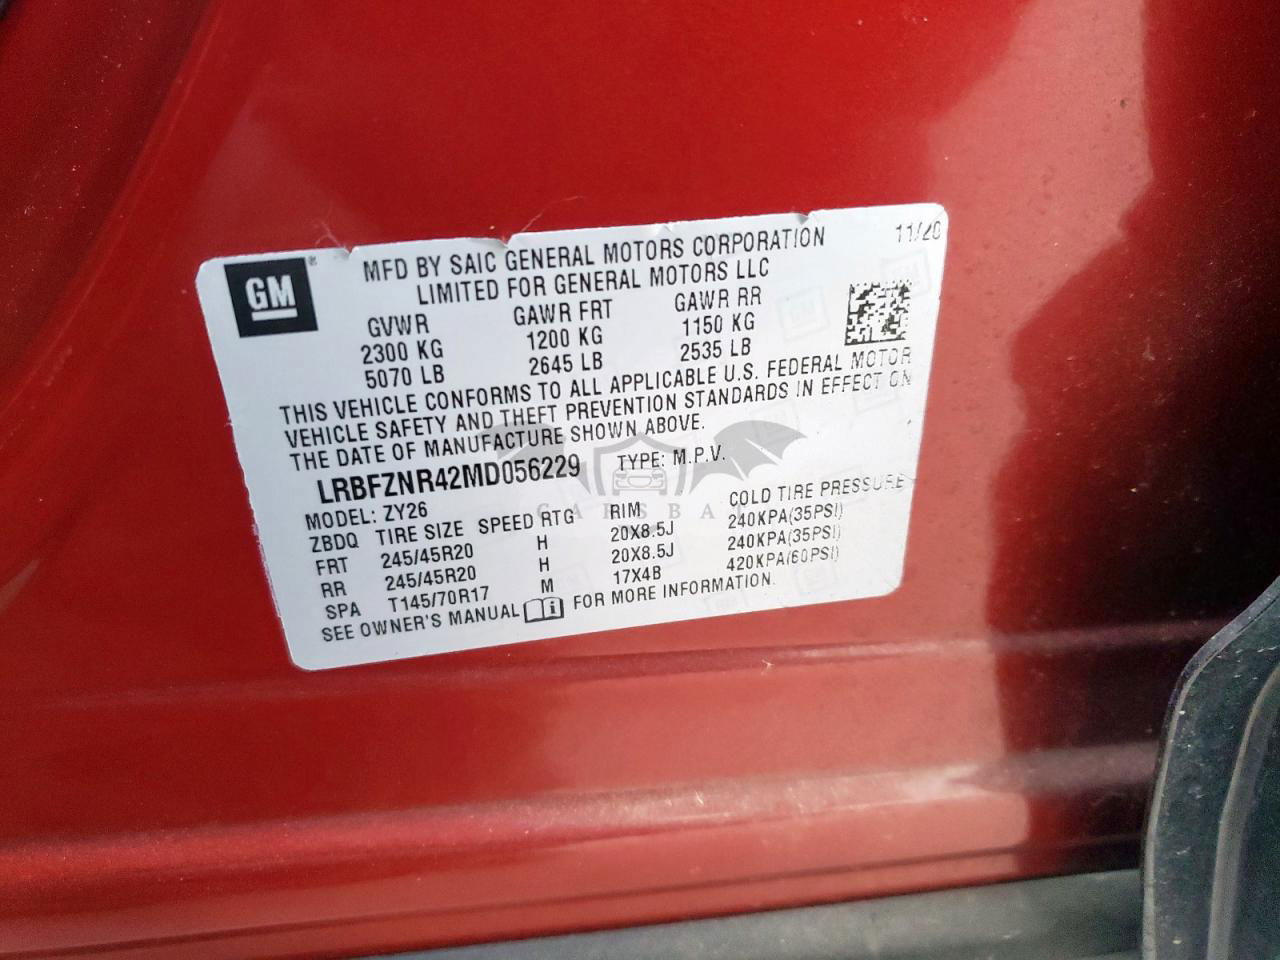 GM®
MFD BY SAIC GENERAL MOTORS CORPORATION 11/20
LIMITED FOR GENERAL MOTORS LLC
GVWR GAWR FRT GAWR RR
2300 KG 1200 KG 1150 KG
5070 LB 2645 LB 2535 LB
THIS VEHICLE CONFORMS TO ALL APPLICABLE U.S. FEDERAL MOTOR
VEHICLE SAFETY AND THEFT PREVENTION STANDARDS IN EFFECT ON
THE DATE OF MANUFACTURE SHOWN ABOVE.
LRBFZNR42MD056229 TYPE: M.P.V.
CARSBAT
MODEL: ZY26
ZBDQ TIRE SIZE SPEED RTG RIM COLD TIRE PRESSURE
FRT 245/45R20 H 20X8.5J 240KPA(35PSI)
RR 245/45R20 H 20X8.5J 240KPA(35PSI)
SPA T145/70R17 M 17X4B 420KPA(60PSI)
SEE OWNER'S MANUAL i FOR MORE INFORMATION.